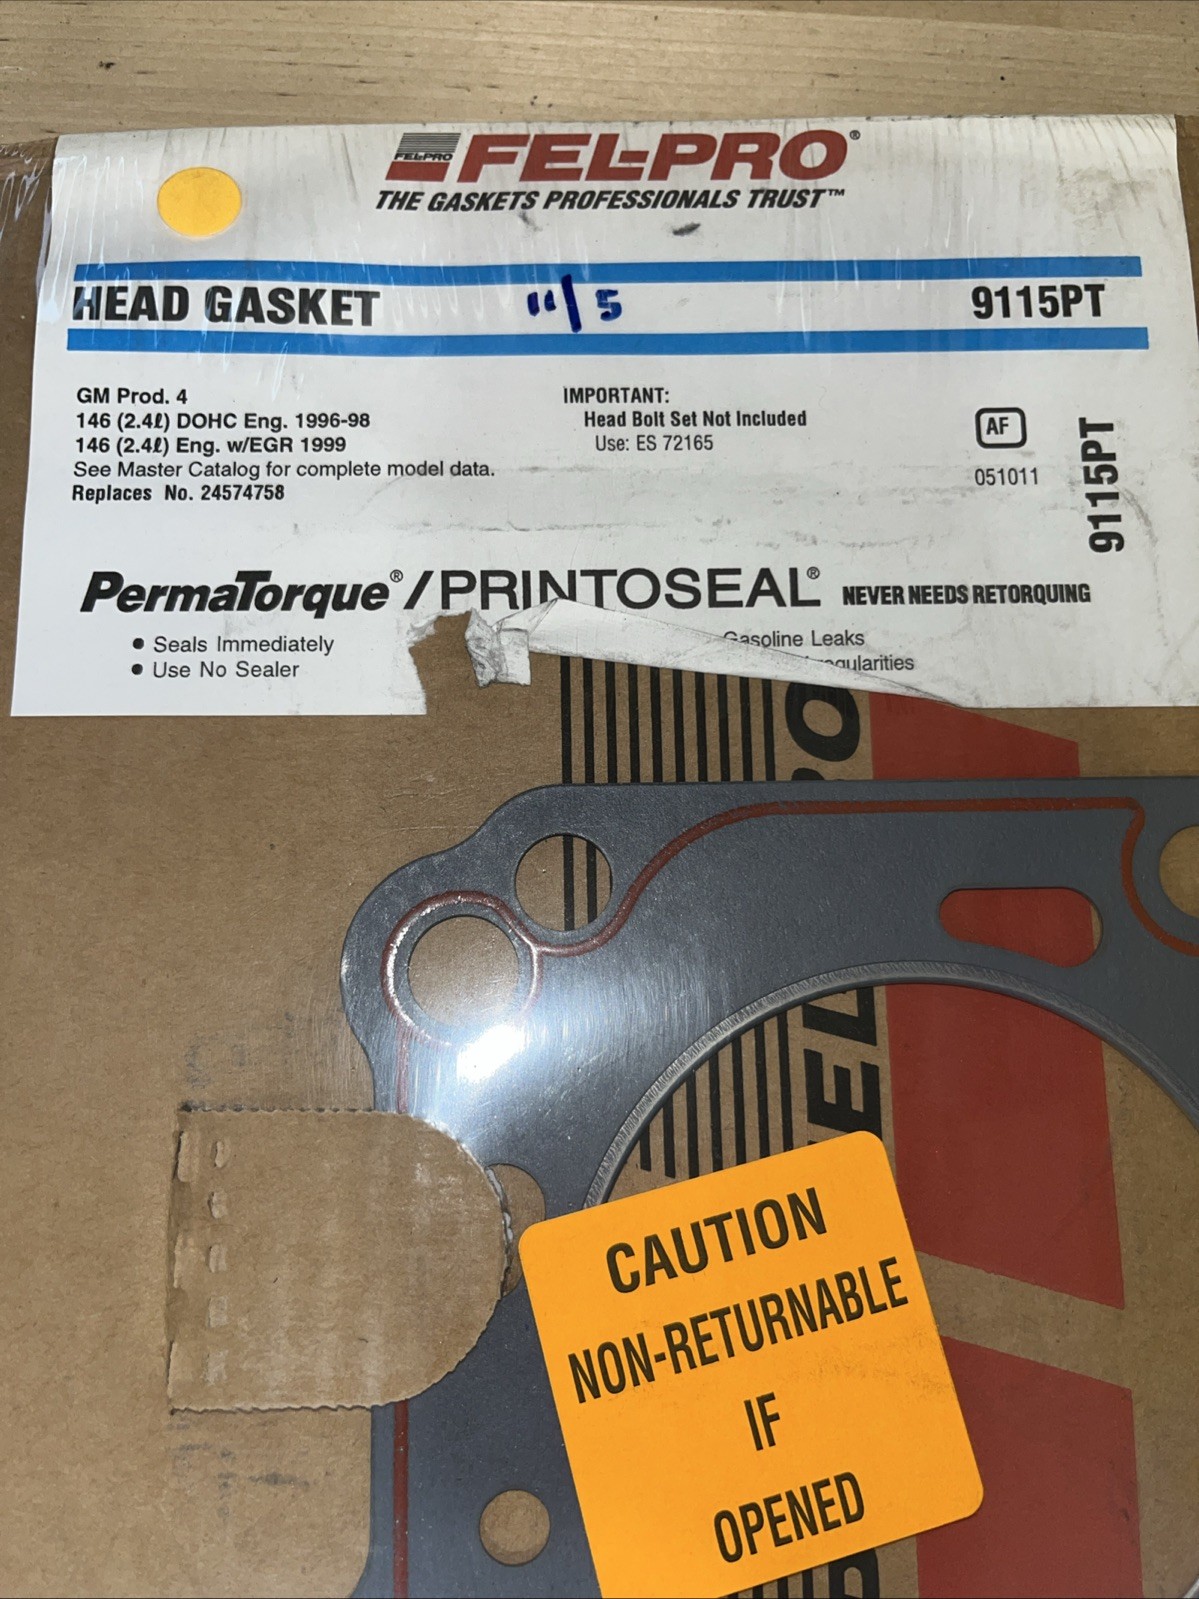 FEL-PRO
FEL-PRO®
THE GASKETS PROFESSIONALS TRUST™
HEAD GASKET
"/5
9115PT
GM Prod. 4
146 (2.4ℓ) DOHC Eng. 1996-98
146 (2.4ℓ) Eng. w/EGR 1999
See Master Catalog for complete model data.
Replaces No. 24574758
IMPORTANT:
Head Bolt Set Not Included
Use: ES 72165
AF
051011
9115PT
PermaTorque®/PRINTOSEAL® NEVER NEEDS RETORQUING
• Seals Immediately
• Use No Sealer
Gasoline Leaks
CAUTION
NON-RETURNABLE
IF
OPENED